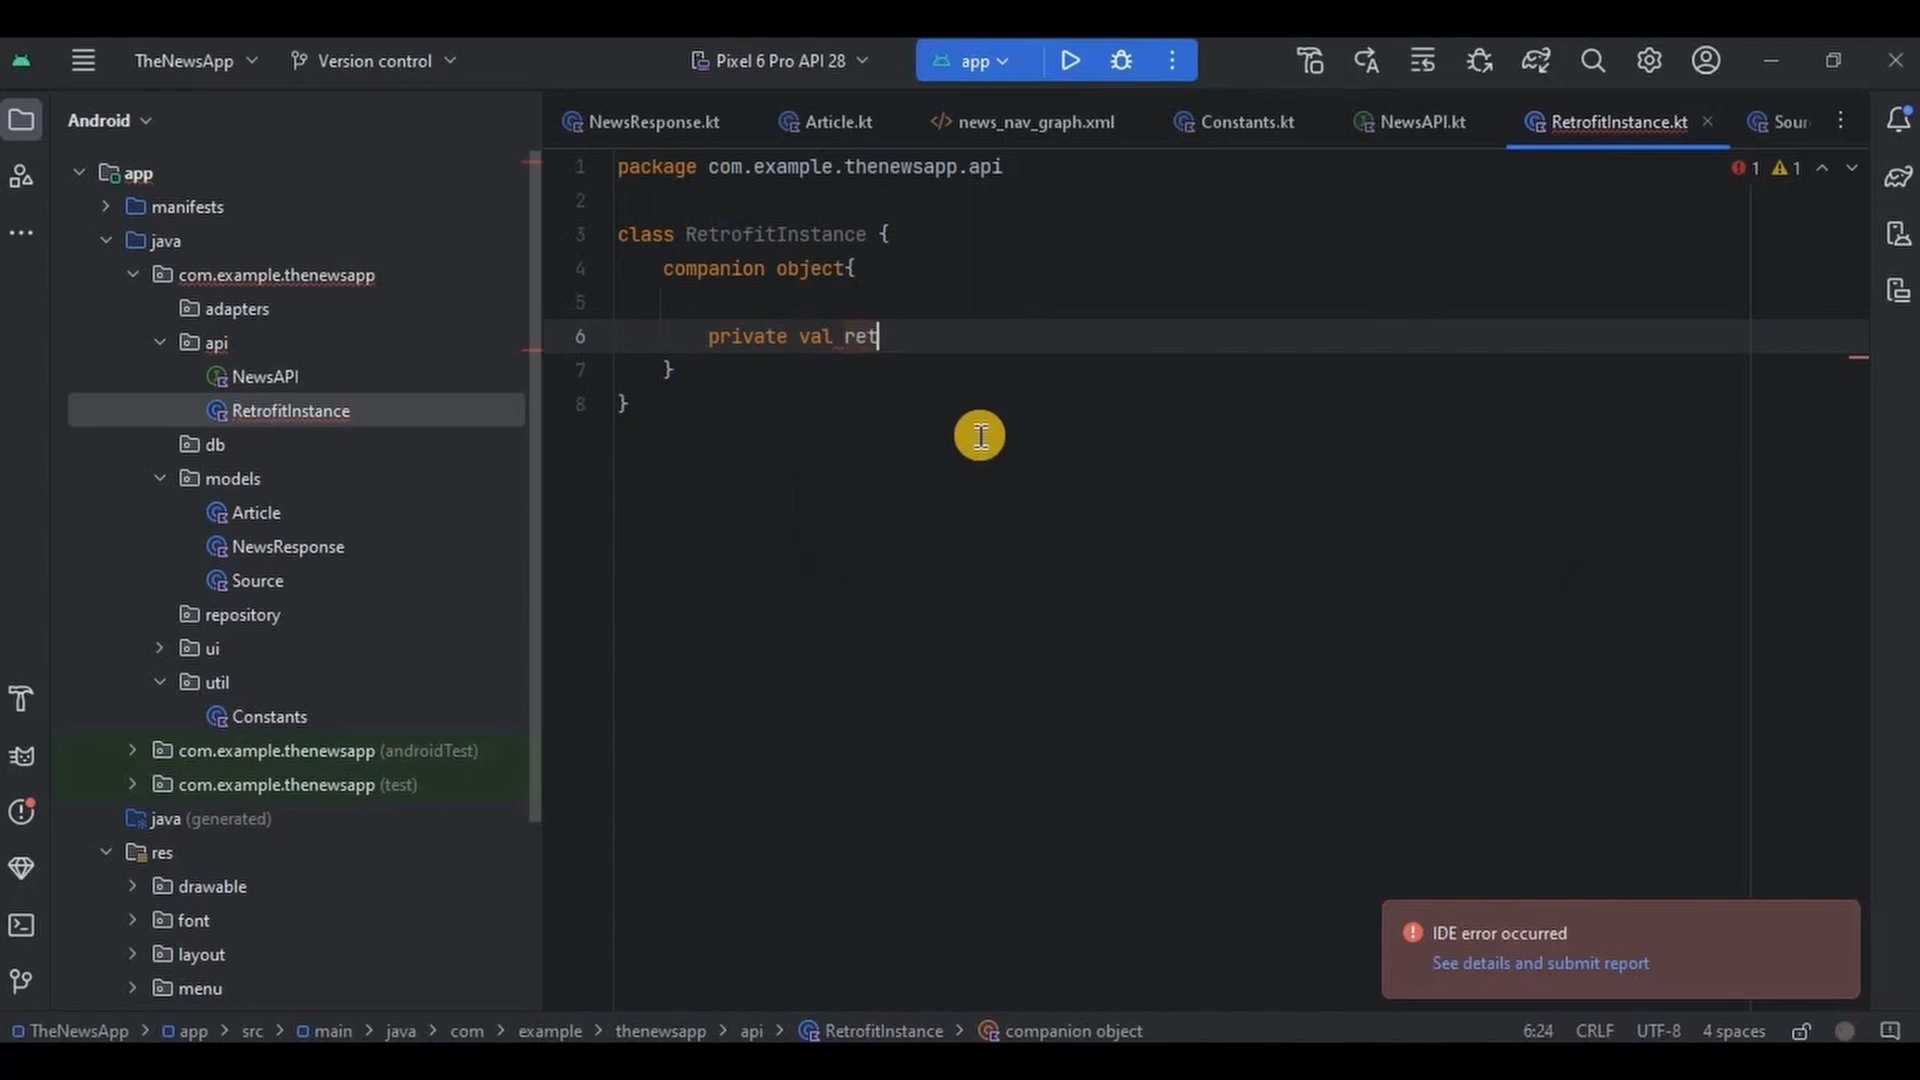 TheNewsApp
Version control
Pixel 6 Pro API 28
app
Android
NewsResponse.kt
Article.kt
</> news_nav_graph.xml
Constants.kt
NewsAPI.kt
RetrofitInstance.kt
Sour
app
manifests
java
com.example.thenewsapp
adapters
api
NewsAPI
RetrofitInstance
db
models
Article
NewsResponse
Source
repository
ui
util
Constants
com.example.thenewsapp (androidTest)
com.example.thenewsapp (test)
java (generated)
res
drawable
font
layout
menu
1 package com.example.thenewsapp.api
2
3 class RetrofitInstance {
4 companion object{
5
6 private val ret
7 }
8 }
1 1
IDE error occurred
See details and submit report
TheNewsApp > app > src > main > java > com > example > thenewsapp > api > RetrofitInstance > companion object
6:24 CRLF UTF-8 4 spaces